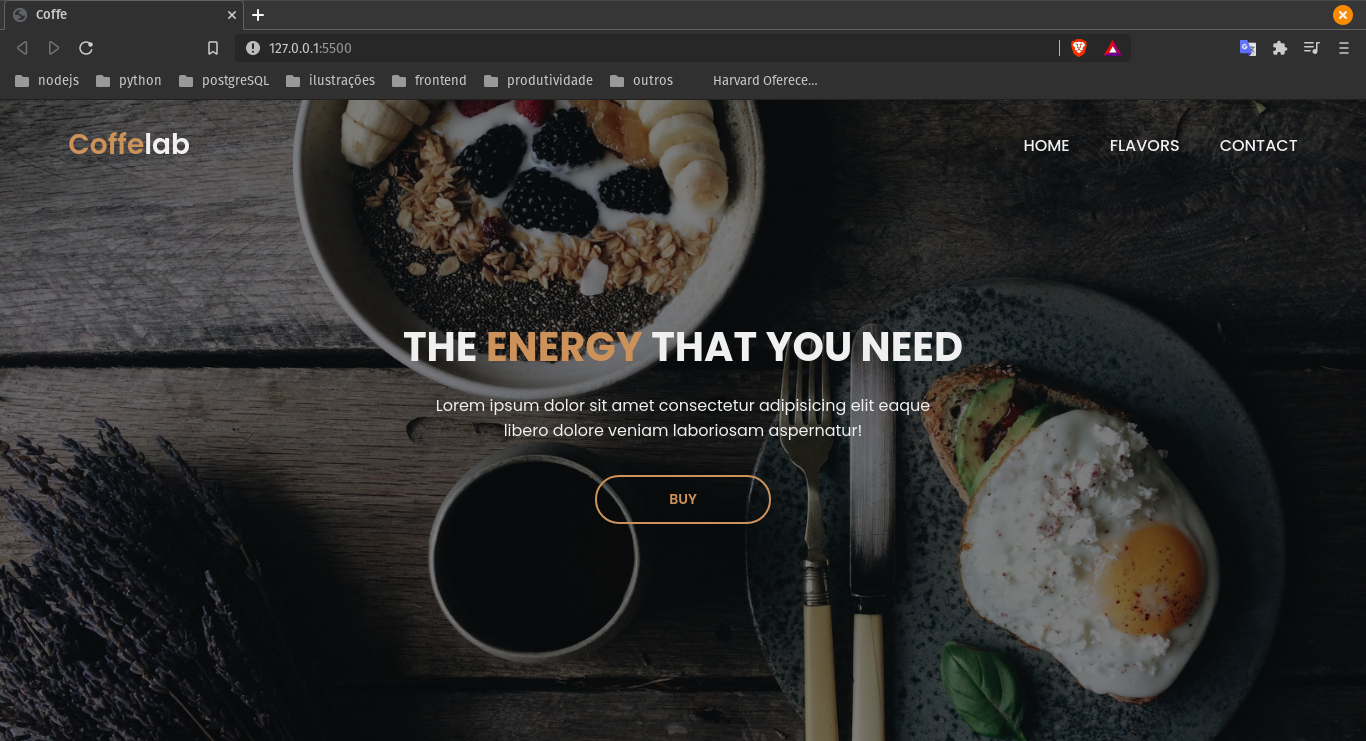 Coffe
127.0.0.1:5500
nodejs python postgreSQL ilustrações frontend produtividade outros Harvard Oferece...
Coffelab HOME FLAVORS CONTACT
THE ENERGY THAT YOU NEED
Lorem ipsum dolor sit amet consectetur adipisicing elit eaque
libero dolore veniam laboriosam aspernatur!
BUY